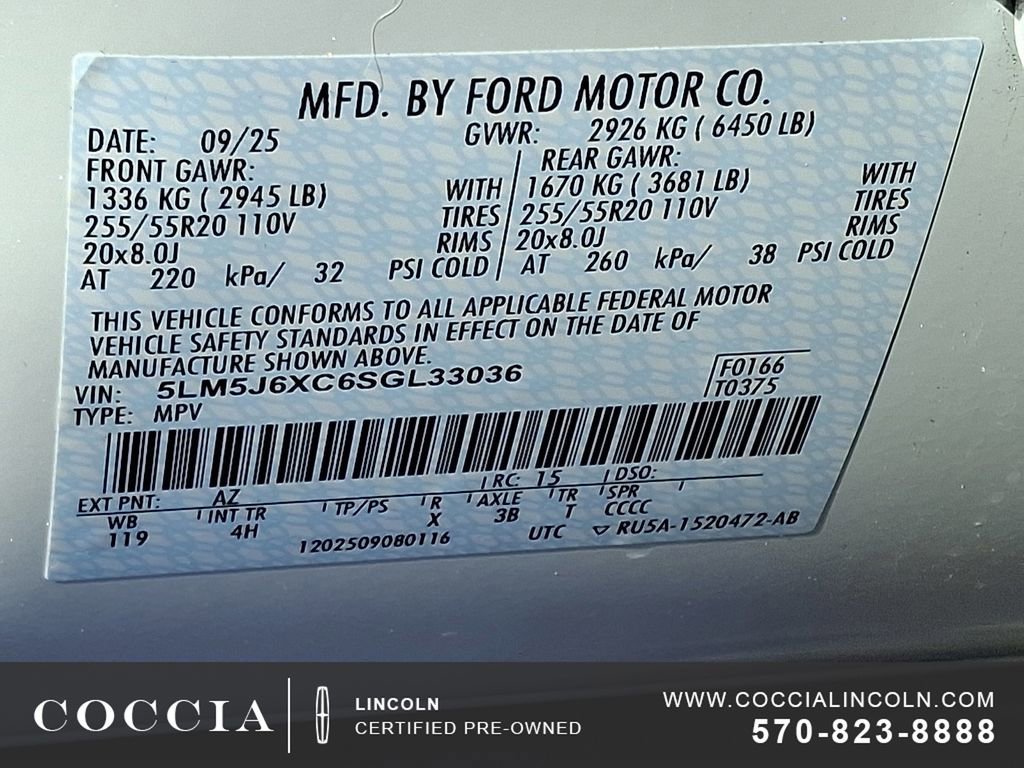 MFD. BY FORD MOTOR CO.
DATE: 09/25 GVWR: 2926 KG ( 6450 LB)
FRONT GAWR: REAR GAWR:
1336 KG ( 2945 LB) WITH 1670 KG ( 3681 LB) WITH
255/55R20 110V TIRES 255/55R20 110V TIRES
20x8.0J RIMS 20x8.0J RIMS
AT 220 kPa/ 32 PSI COLD AT 260 kPa/ 38 PSI COLD
THIS VEHICLE CONFORMS TO ALL APPLICABLE FEDERAL MOTOR
VEHICLE SAFETY STANDARDS IN EFFECT ON THE DATE OF
MANUFACTURE SHOWN ABOVE.
VIN: 5LM5J6XC6SGL33036 F0166
TYPE: MPV T0375
EXT PNT: AZ RC: 15 DSO:
WB INT TR TP/PS R AXLE TR SPR
119 4H X 3B T CCCC
1202509080116 UTC ▽ RU5A-1520472-AB
COCCIA LINCOLN
CERTIFIED PRE-OWNED
WWW.COCCIALINCOLN.COM
570-823-8888